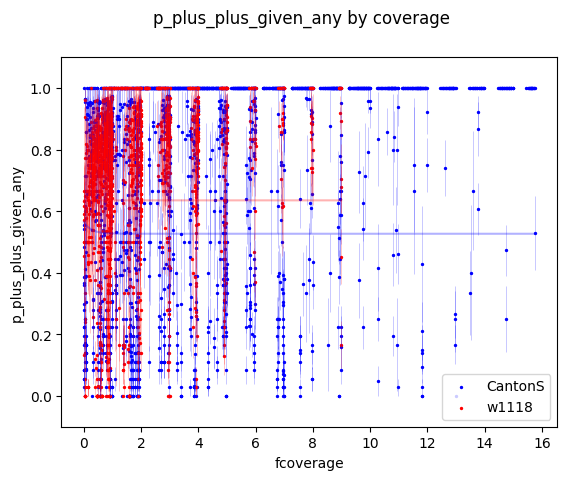 p_plus_plus_given_any by coverage
1.0
0.8
0.6
0.4
0.2
0.0
p_plus_plus_given_any
0 2 4 6 8 10 12 14 16
fcoverage
CantonS
w1118